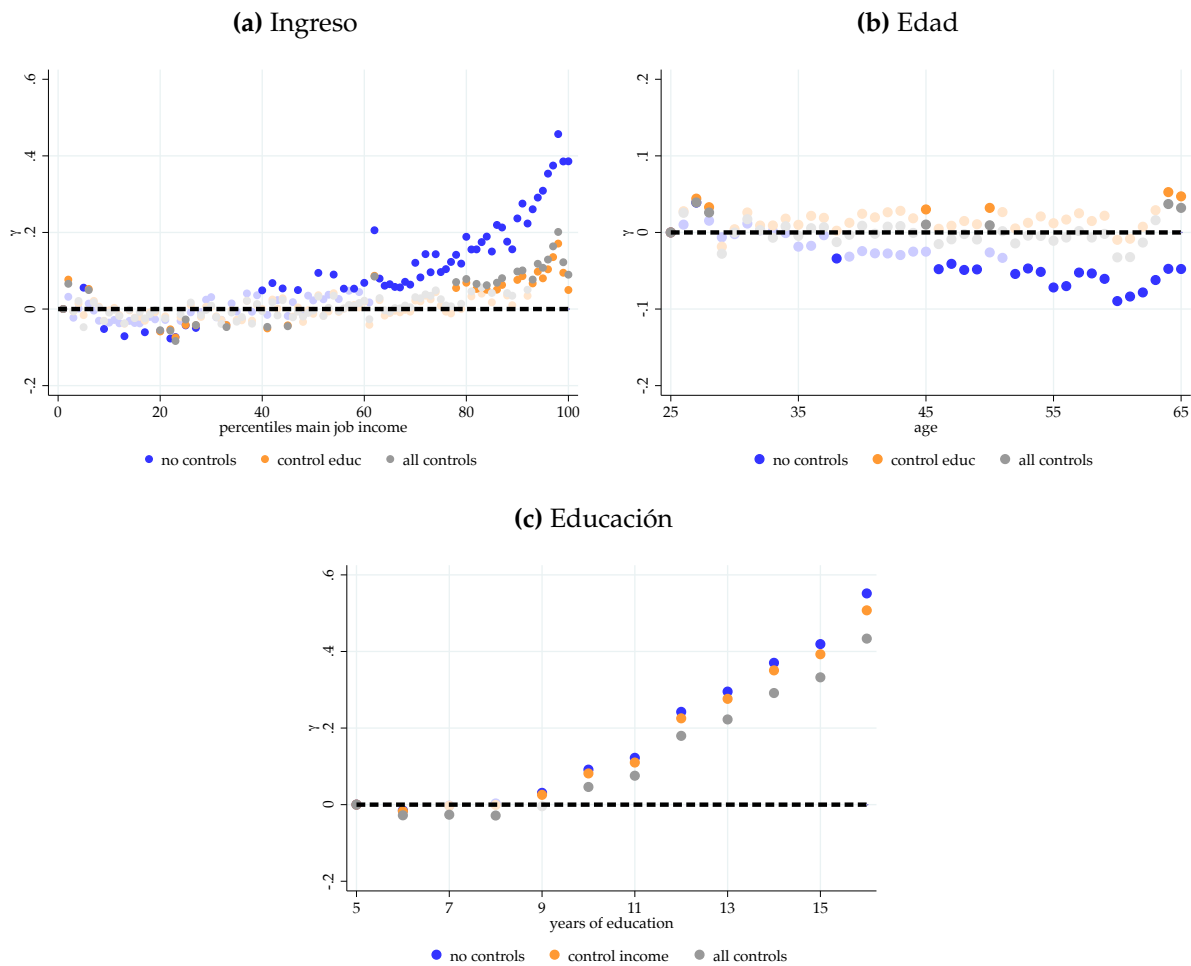 (a) Ingreso
.6
.4
.2
0
-.2
γ
0 20 40 60 80 100
percentiles main job income
no controls control educ all controls
(b) Edad
.2
.1
0
-.1
-.2
γ
25 35 45 55 65
age
no controls control educ all controls
(c) Educación
.6
.4
.2
0
-.2
γ
5 7 9 11 13 15
years of education
no controls control income all controls